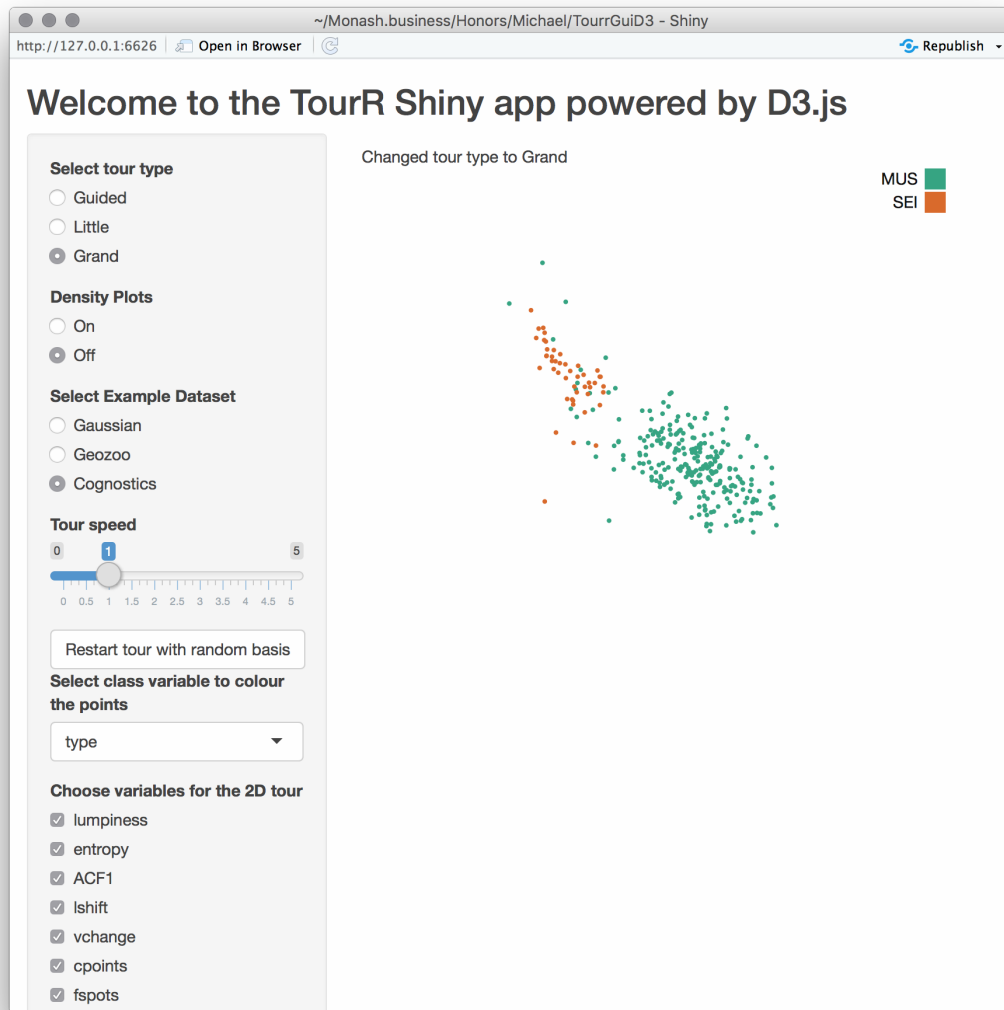 ~/Monash.business/Honors/Michael/TourrGuiD3 - Shiny
http://127.0.0.1:6626 Open in Browser Republish
Welcome to the TourR Shiny app powered by D3.js
Select tour type
Guided
Little
Grand
Density Plots
On
Off
Select Example Dataset
Gaussian
Geozoo
Cognostics
Tour speed
0 1 5
0 0.5 1 1.5 2 2.5 3 3.5 4 4.5 5
Restart tour with random basis
Select class variable to colour
the points
type
Choose variables for the 2D tour
lumpiness
entropy
ACF1
lshift
vchange
cpoints
fspots
Changed tour type to Grand
MUS
SEI